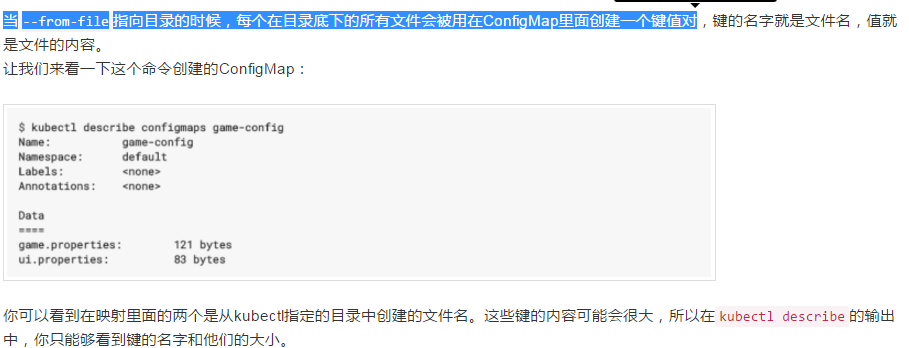 当 --from-file 指向目录的时候，每个在目录底下的所有文件会被用在ConfigMap里面创建一个键值对，键的名字就是文件名，值就
是文件的内容。
让我们来看一下这个命令创建的ConfigMap：
$ kubectl describe configmaps game-config
Name: game-config
Namespace: default
Labels: <none>
Annotations: <none>
Data
====
game.properties: 121 bytes
ui.properties: 83 bytes
你可以看到在映射里面的两个是从kubectl指定的目录中创建的文件名。这些键的内容可能会很大，所以在 kubectl describe 的输出
中，你只能够看到键的名字和他们的大小。